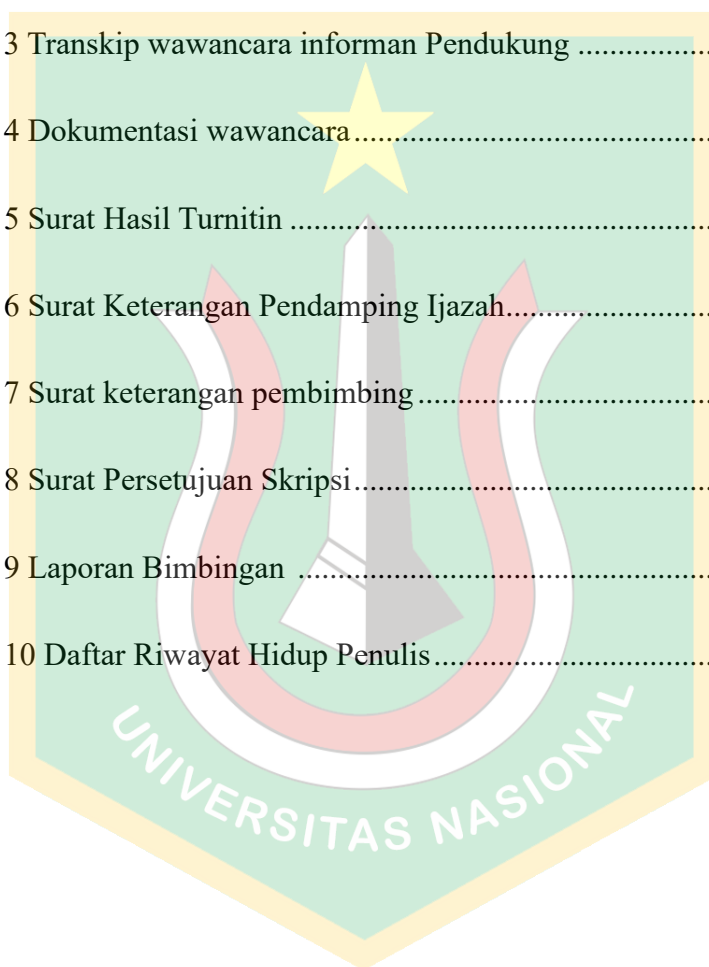 3 Transkip wawancara informan Pendukung ................
4 Dokumentasi wawancara.............................................
5 Surat Hasil Turnitin .....................................................
6 Surat Keterangan Pendamping Ijazah..........................
7 Surat keterangan pembimbing.....................................
8 Surat Persetujuan Skripsi.............................................
9 Laporan Bimbingan ....................................................
10 Daftar Riwayat Hidup Penulis...................................
UNIVERSITAS NASIONAL